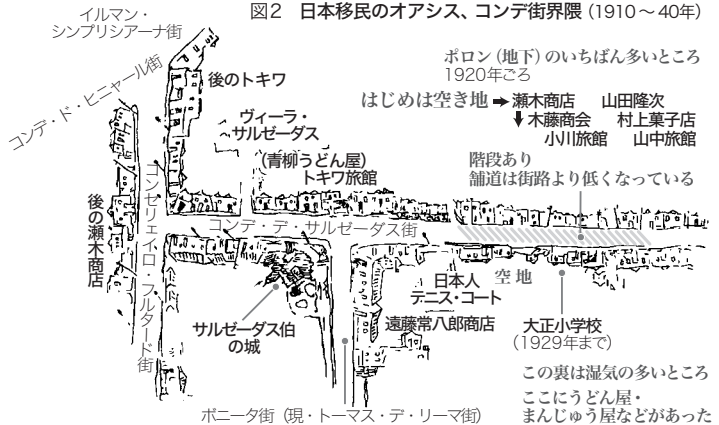 図2 日本移民のオアシス、コンデ街界隈（1910～40年）
イルマン・
シンプリシアーナ街
コンデ・ド・ピニャール街
後のトキワ
ヴィーラ・
サルゼーダス
（青柳うどん屋）
トキワ旅館
ポロン（地下）のいちばん多いところ
1920年ごろ
はじめは空き地➡瀬木商店 山田隆次
⬇木藤商会 村上菓子店
小川旅館 山中旅館
階段あり
舗道は街路より低くなっている
後の瀬木商店
コンセリェイロ・フルタード街
コンデ・デ・サルゼーダス街
サルゼーダス伯
の城
日本人
テニス・コート
空地
遠藤常八郎商店
大正小学校
（1929年まで）
この裏は湿気の多いところ
ここにうどん屋・
まんじゅう屋などがあった
ボニータ街（現・トーマス・デ・リーマ街）